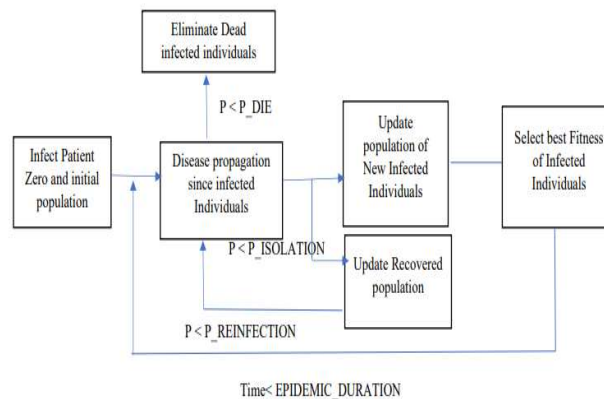 Eliminate Dead
infected individuals
P < P_DIE
Infect Patient
Zero and initial
population
Disease propagation
since infected
Individuals
Update
population of
New Infected
Individuals
Select best Fitness
of Infected
Individuals
P < P_ISOLATION
Update Recovered
population
P < P_REINFECTION
Time< EPIDEMIC_DURATION